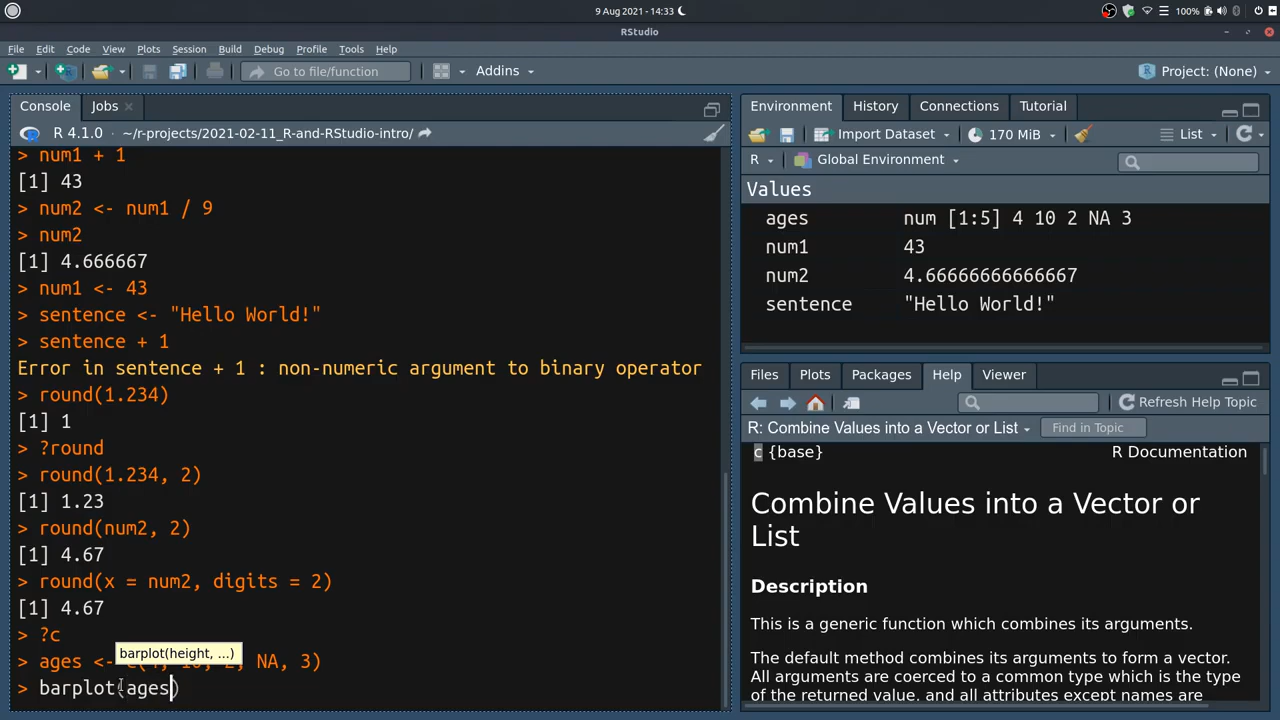 9 Aug 2021 - 14:33
100%
RStudio
File Edit Code View Plots Session Build Debug Profile Tools Help
Go to file/function
Addins
Project: (None)
Console Jobs
R 4.1.0 · ~/r-projects/2021-02-11_R-and-RStudio-intro/
> num1 + 1
[1] 43
> num2 <- num1 / 9
> num2
[1] 4.666667
> num1 <- 43
> sentence <- "Hello World!"
> sentence + 1
Error in sentence + 1 : non-numeric argument to binary operator
> round(1.234)
[1] 1
> ?round
> round(1.234, 2)
[1] 1.23
> round(num2, 2)
[1] 4.67
> round(x = num2, digits = 2)
[1] 4.67
> ?c
barplot(height, ...)
> ages <- NA, 3)
> barplot(ages)
Environment History Connections Tutorial
Import Dataset 170 MiB List
R Global Environment
Values
ages num [1:5] 4 10 2 NA 3
num1 43
num2 4.66666666666667
sentence "Hello World!"
Files Plots Packages Help Viewer
Refresh Help Topic
R: Combine Values into a Vector or List Find in Topic
c {base} R Documentation
Combine Values into a Vector or
List
Description
This is a generic function which combines its arguments.
The default method combines its arguments to form a vector.
All arguments are coerced to a common type which is the type
of the returned value, and all attributes except names are